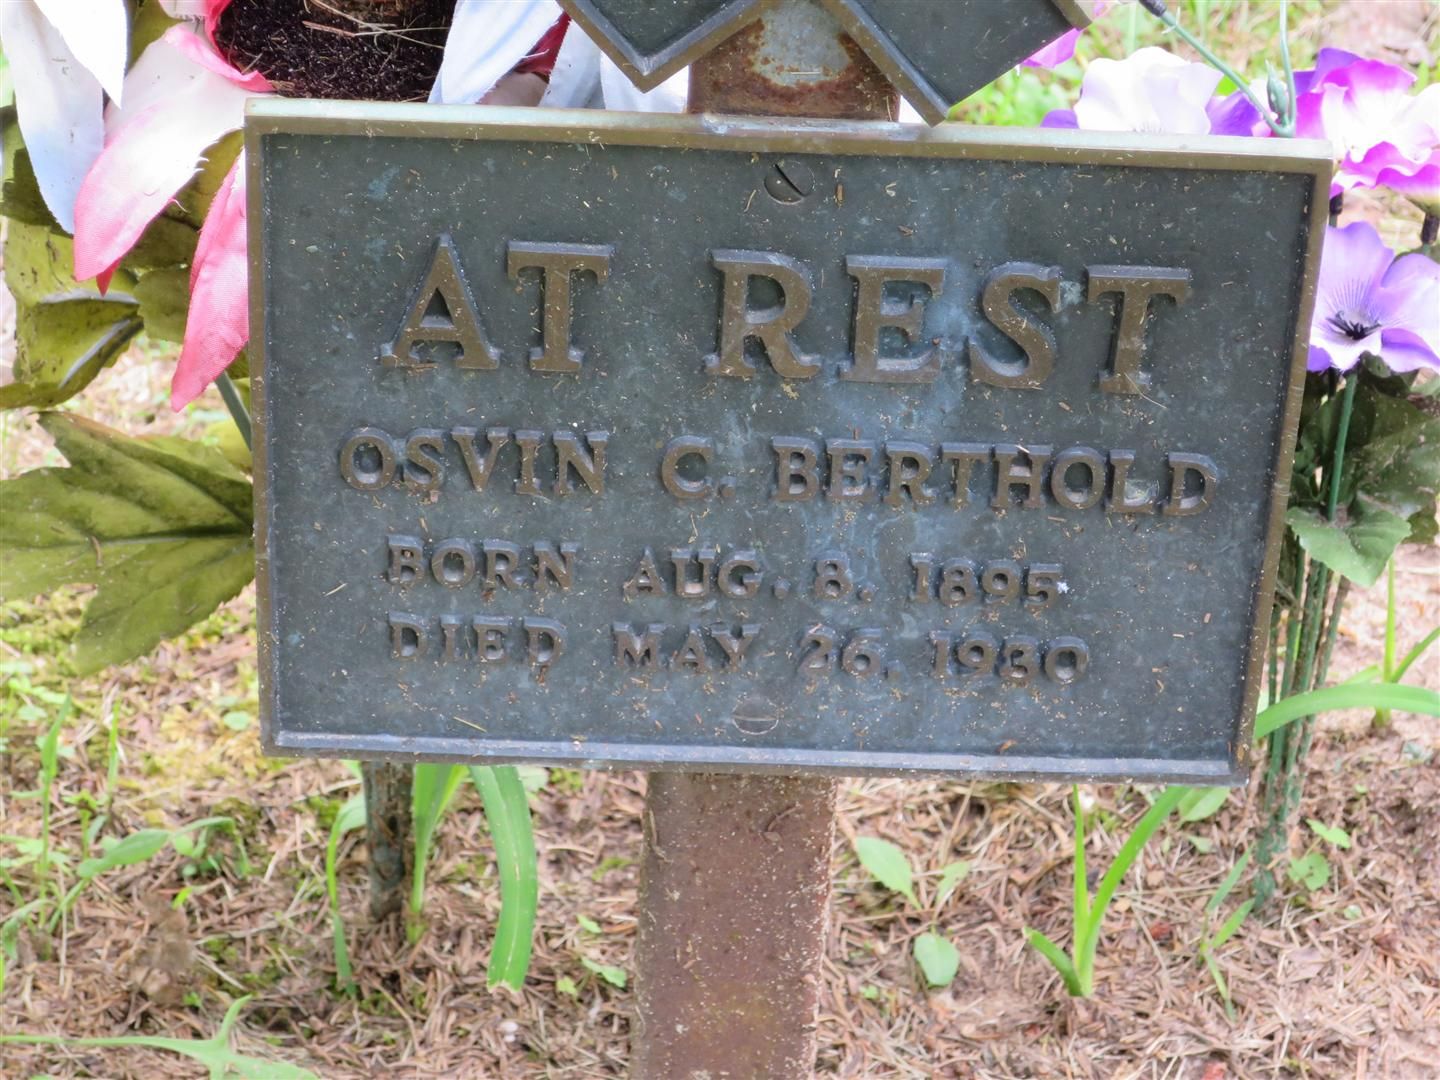 AT REST
OSVIN C. BERTHOLD
BORN AUG. 8. 1895
DIED MAY 26. 1930